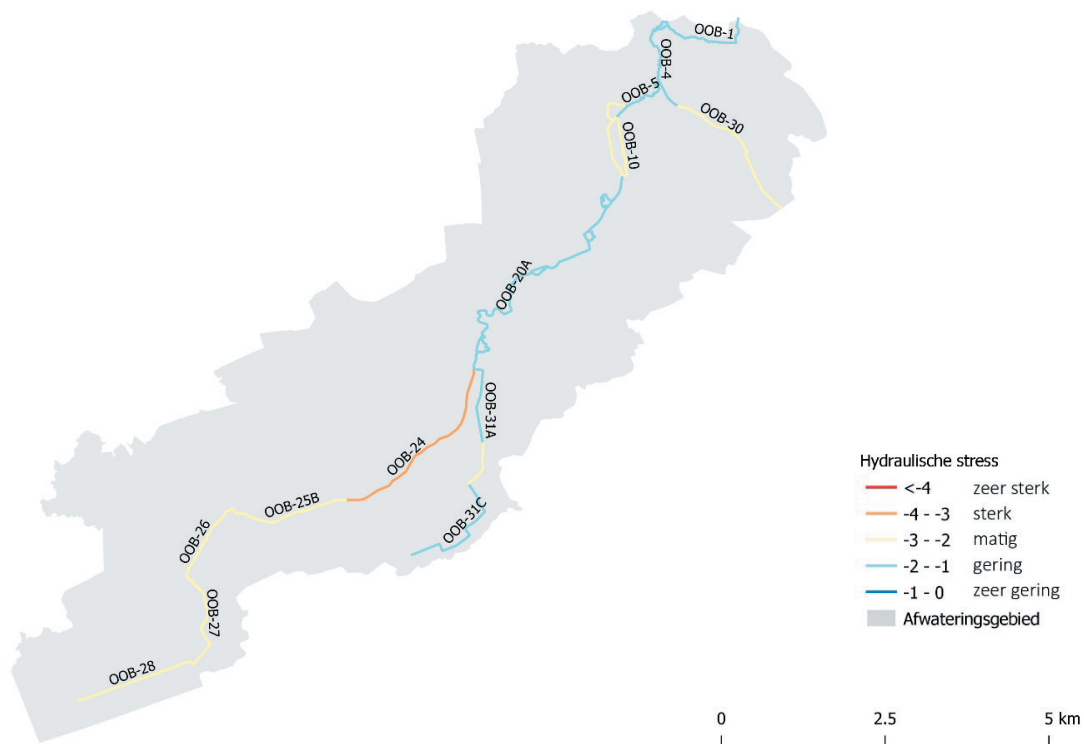 OOB-1
OOB-4
OOB-5
OOB-30
OOB-10
OOB-20A
OOB-31A
OOB-24
OOB-25B
OOB-31C
OOB-26
OOB-27
OOB-28
Hydraulische stress
<-4 zeer sterk
-4 - -3 sterk
-3 - -2 matig
-2 - -1 gering
-1 - 0 zeer gering
Afwateringsgebied
0 2.5 5 km